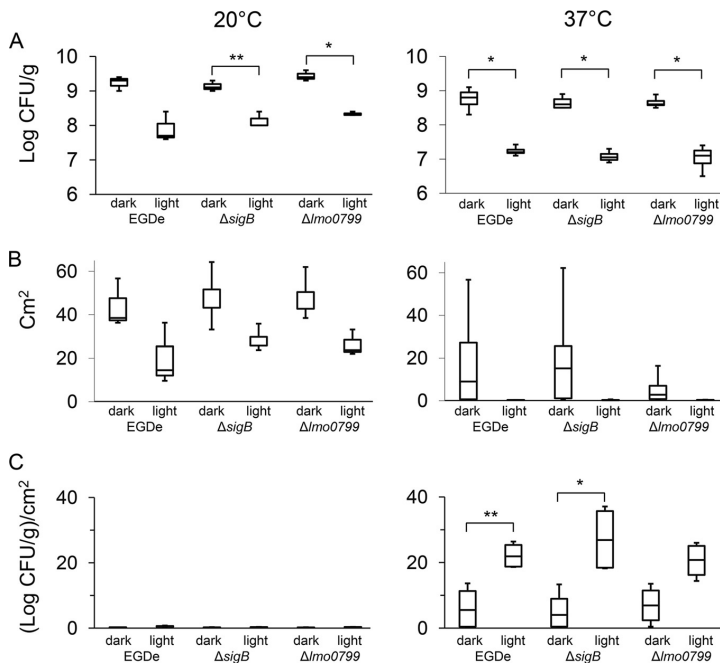 20°C
37°C
A
Log CFU/g
10
9
8
7
6
**
*
dark light dark light dark light
EGDe ΔsigB Δlmo0799
10
9
8
7
6
* * *
dark light dark light dark light
EGDe ΔsigB Δlmo0799
B
Cm²
60
40
20
0
dark light dark light dark light
EGDe ΔsigB Δlmo0799
60
40
20
0
dark light dark light dark light
EGDe ΔsigB Δlmo0799
C
(Log CFU/g)/cm²
40
20
0
dark light dark light dark light
EGDe ΔsigB Δlmo0799
40
20
0
**
*
dark light dark light dark light
EGDe ΔsigB Δlmo0799